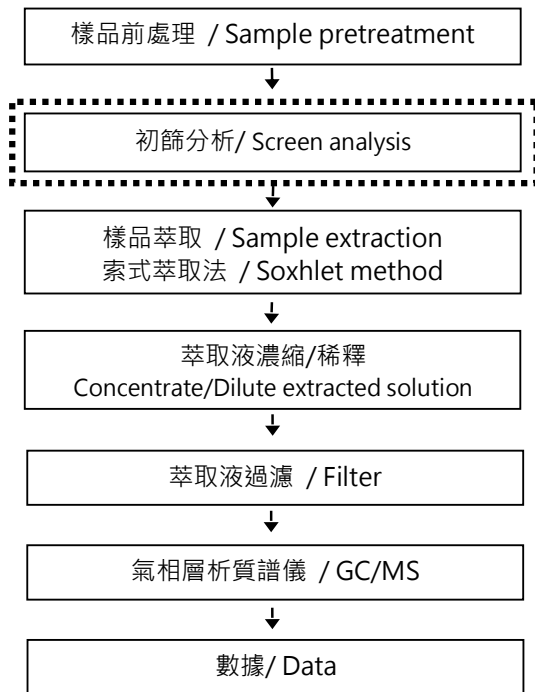 樣品前處理 / Sample pretreatment
初篩分析/ Screen analysis
樣品萃取 / Sample extraction
索式萃取法 / Soxhlet method
萃取液濃縮/稀釋
Concentrate/Dilute extracted solution
萃取液過濾 / Filter
氣相層析質譜儀 / GC/MS
數據/ Data